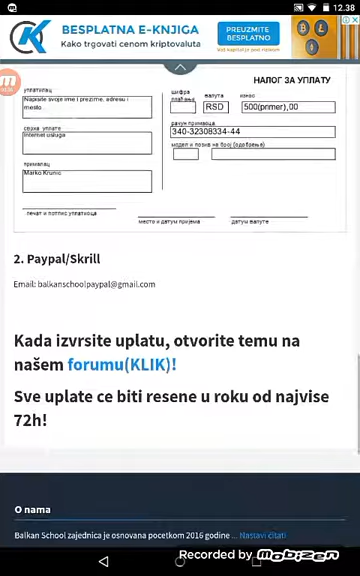 12.38
BESPLATNA E-KNJIGA
Kako trgovati cenom kriptovaluta
PREUZMITE
BESPLATNO
НАЛОГ ЗА УПЛАТУ
уплатилац
Napisite svoje ime i prezime, adresu i
mesto
шифра
плаћања
валута
RSD
износ
500(primer),00
сврха уплате
Internet usluga
рачун примаоца
340-32308334-44
модел и позив на број (одобрење)
прималац
Marko Krunic
печат и потпис уплатиоца
место и датум пријема
датум валуте
2. Paypal/Skrill
Email: balkanschoolpaypal@gmail.com
Kada izvrsite uplatu, otvorite temu na
našem forumu(KLIK)!
Sve uplate ce biti resene u roku od najvise
72h!
O nama
Balkan School zajednica je osnovana pocetkom 2016 godine ... Nastavi čitati
Recorded by Mobizen